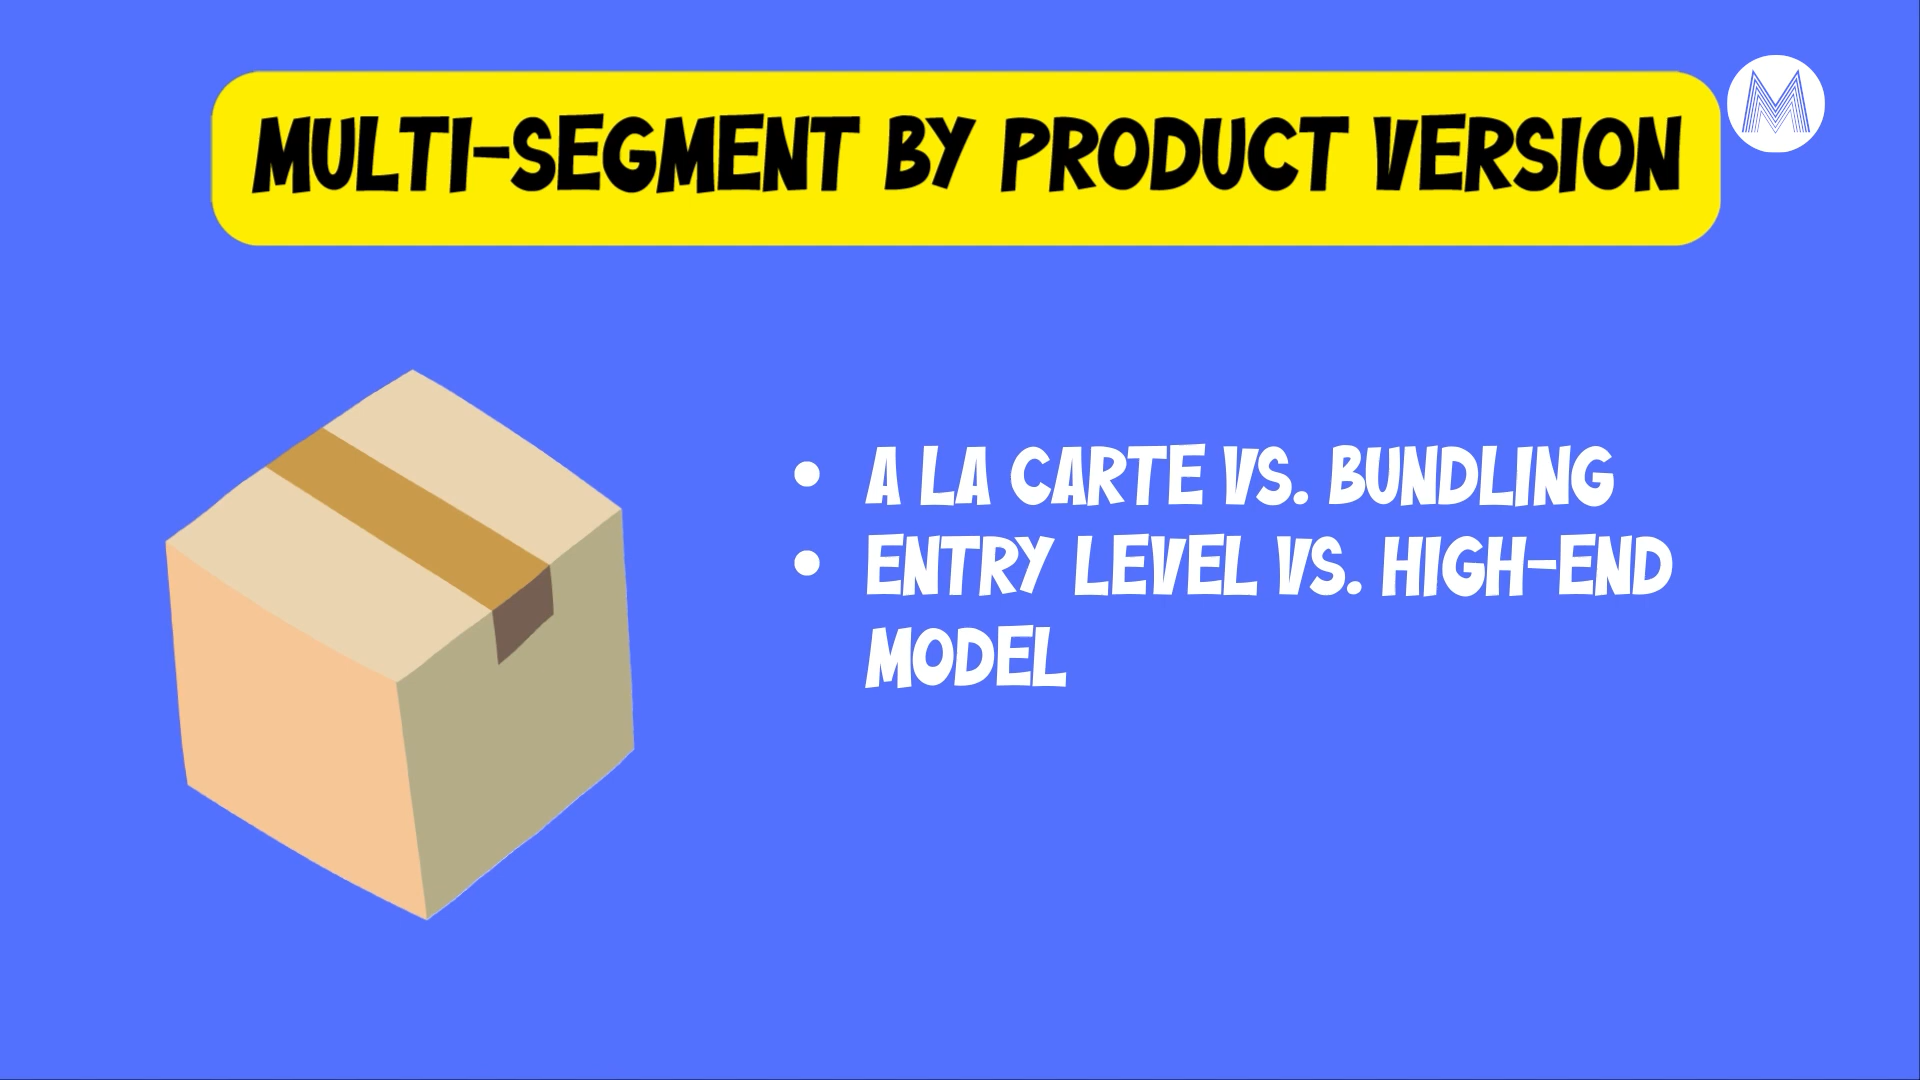 MULTI-SEGMENT BY PRODUCT VERSION
M
• A LA CARTE VS. BUNDLING
• ENTRY LEVEL VS. HIGH-END
MODEL